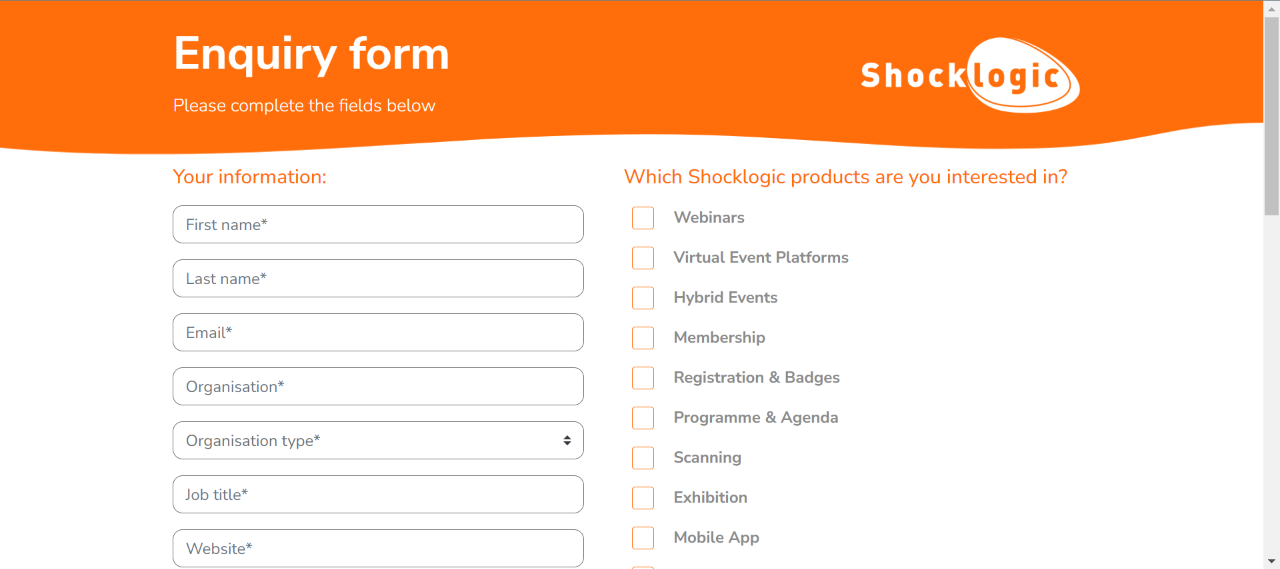 Enquiry form
Please complete the fields below
Shocklogic
Your information:
First name*
Last name*
Email*
Organisation*
Organisation type*
Job title*
Website*
Which Shocklogic products are you interested in?
Webinars
Virtual Event Platforms
Hybrid Events
Membership
Registration & Badges
Programme & Agenda
Scanning
Exhibition
Mobile App